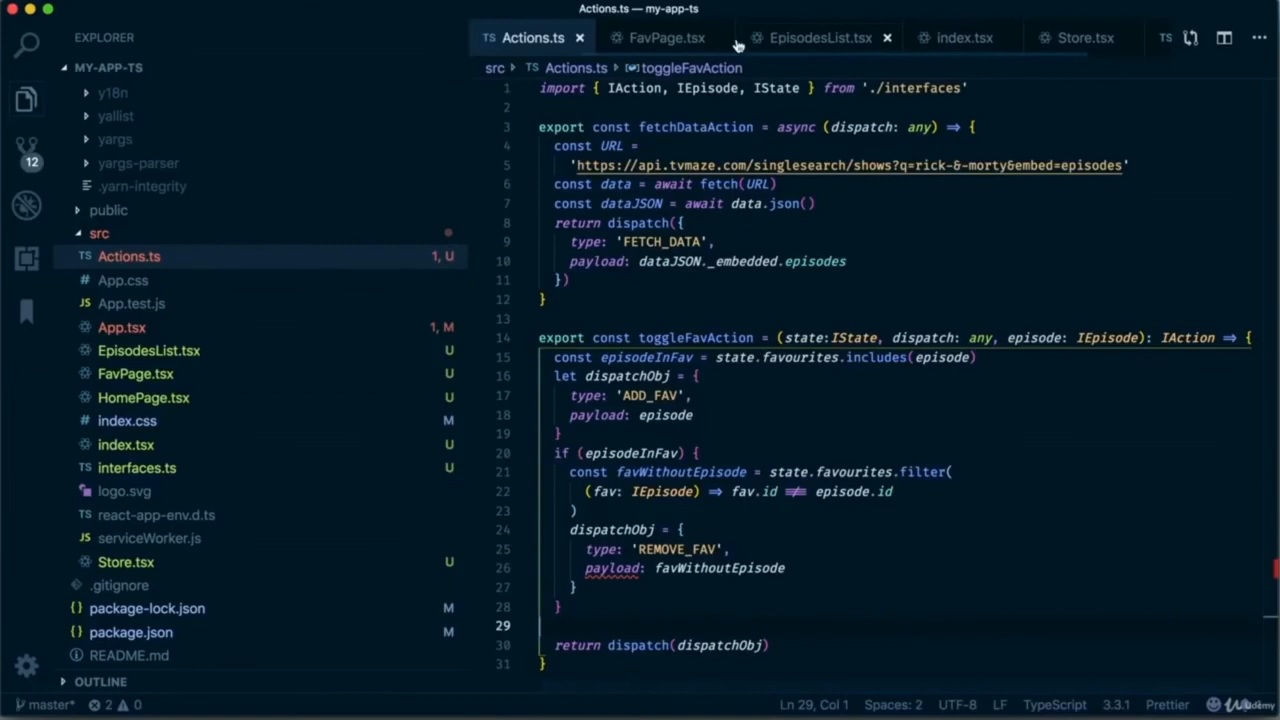 Actions.ts — my-app-ts
EXPLORER
TS Actions.ts × FavPage.tsx EpisodesList.tsx × index.tsx Store.tsx TS
MY-APP-TS
src > TS Actions.ts > toggleFavAction
y18n
yallist
yargs
yargs-parser
.yarn-integrity
public
src
TS Actions.ts 1, U
# App.css
App.test.js
App.tsx 1, M
EpisodesList.tsx U
FavPage.tsx U
HomePage.tsx U
index.css M
index.tsx U
TS interfaces.ts U
logo.svg
TS react-app-env.d.ts
serviceWorker.js
Store.tsx U
.gitignore
{} package-lock.json M
{} package.json M
README.md
OUTLINE
12
1 import { IAction, IEpisode, IState } from './interfaces'
2
3 export const fetchDataAction = async (dispatch: any) => {
4 const URL =
5 'https://api.tvmaze.com/singlesearch/shows?q=rick-&-morty&embed=episodes'
6 const data = await fetch(URL)
7 const dataJSON = await data.json()
8 return dispatch({
9 type: 'FETCH_DATA',
10 payload: dataJSON._embedded.episodes
11 })
12 }
13
14 export const toggleFavAction = (state:IState, dispatch: any, episode: IEpisode): IAction => {
15 const episodeInFav = state.favourites.includes(episode)
16 let dispatchObj = {
17 type: 'ADD_FAV',
18 payload: episode
19 }
20 if (episodeInFav) {
21 const favWithoutEpisode = state.favourites.filter(
22 (fav: IEpisode) => fav.id !== episode.id
23 )
24 dispatchObj = {
25 type: 'REMOVE_FAV',
26 payload: favWithoutEpisode
27 }
28 }
29
30 return dispatch(dispatchObj)
31 }
master* 2 0 Ln 29, Col 1 Spaces: 2 UTF-8 LF TypeScript 3.3.1 Prettier
Udemy